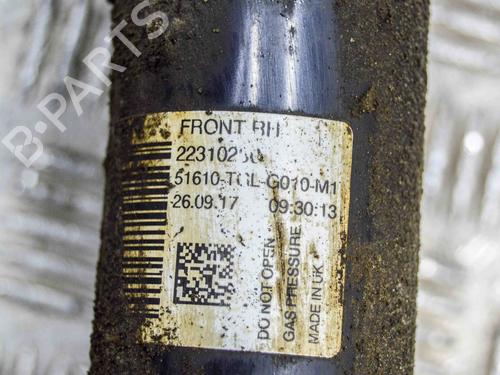 B-PARTS
FRONT RH
51610-TGL-G010-M1
26.09.17 09:30:13
DO NOT OPEN
GAS PRESSURE
MADE IN UK